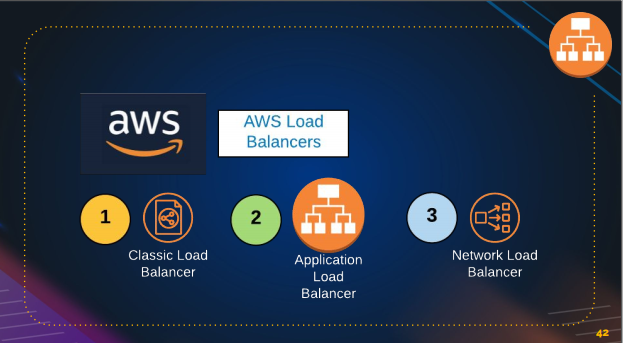 aws
AWS Load
Balancers
1
2
3
Classic Load
Balancer
Application
Load
Balancer
Network Load
Balancer
42